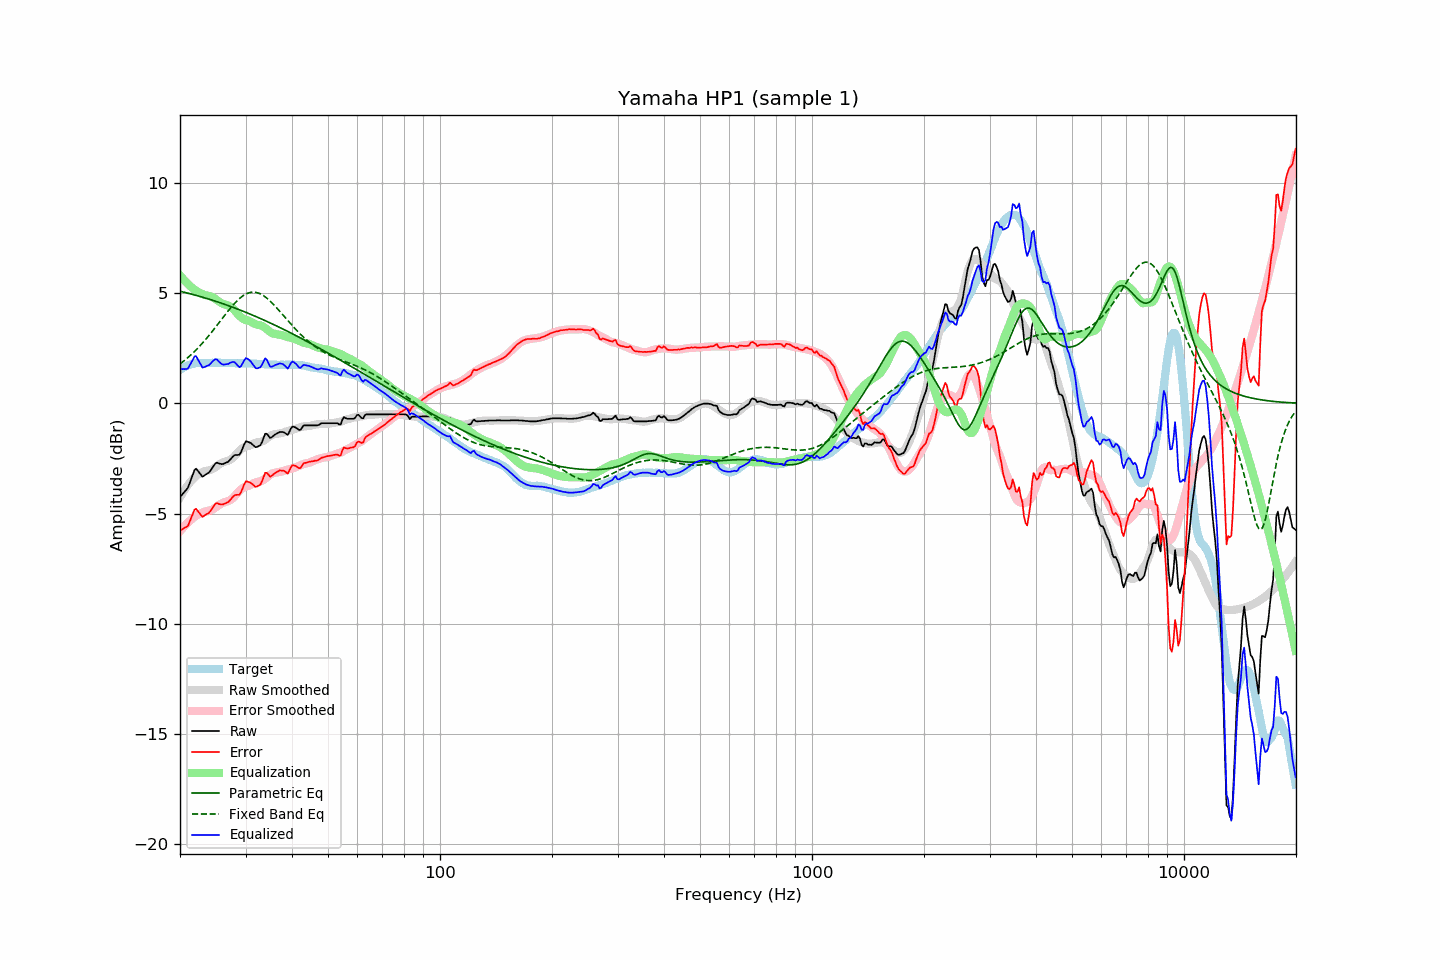 Yamaha HP1 (sample 1)
10
5
0
−5
−10
−15
−20
Amplitude (dBr)
Target
Raw Smoothed
Error Smoothed
Raw
Error
Equalization
Parametric Eq
Fixed Band Eq
Equalized
100
1000
10000
Frequency (Hz)